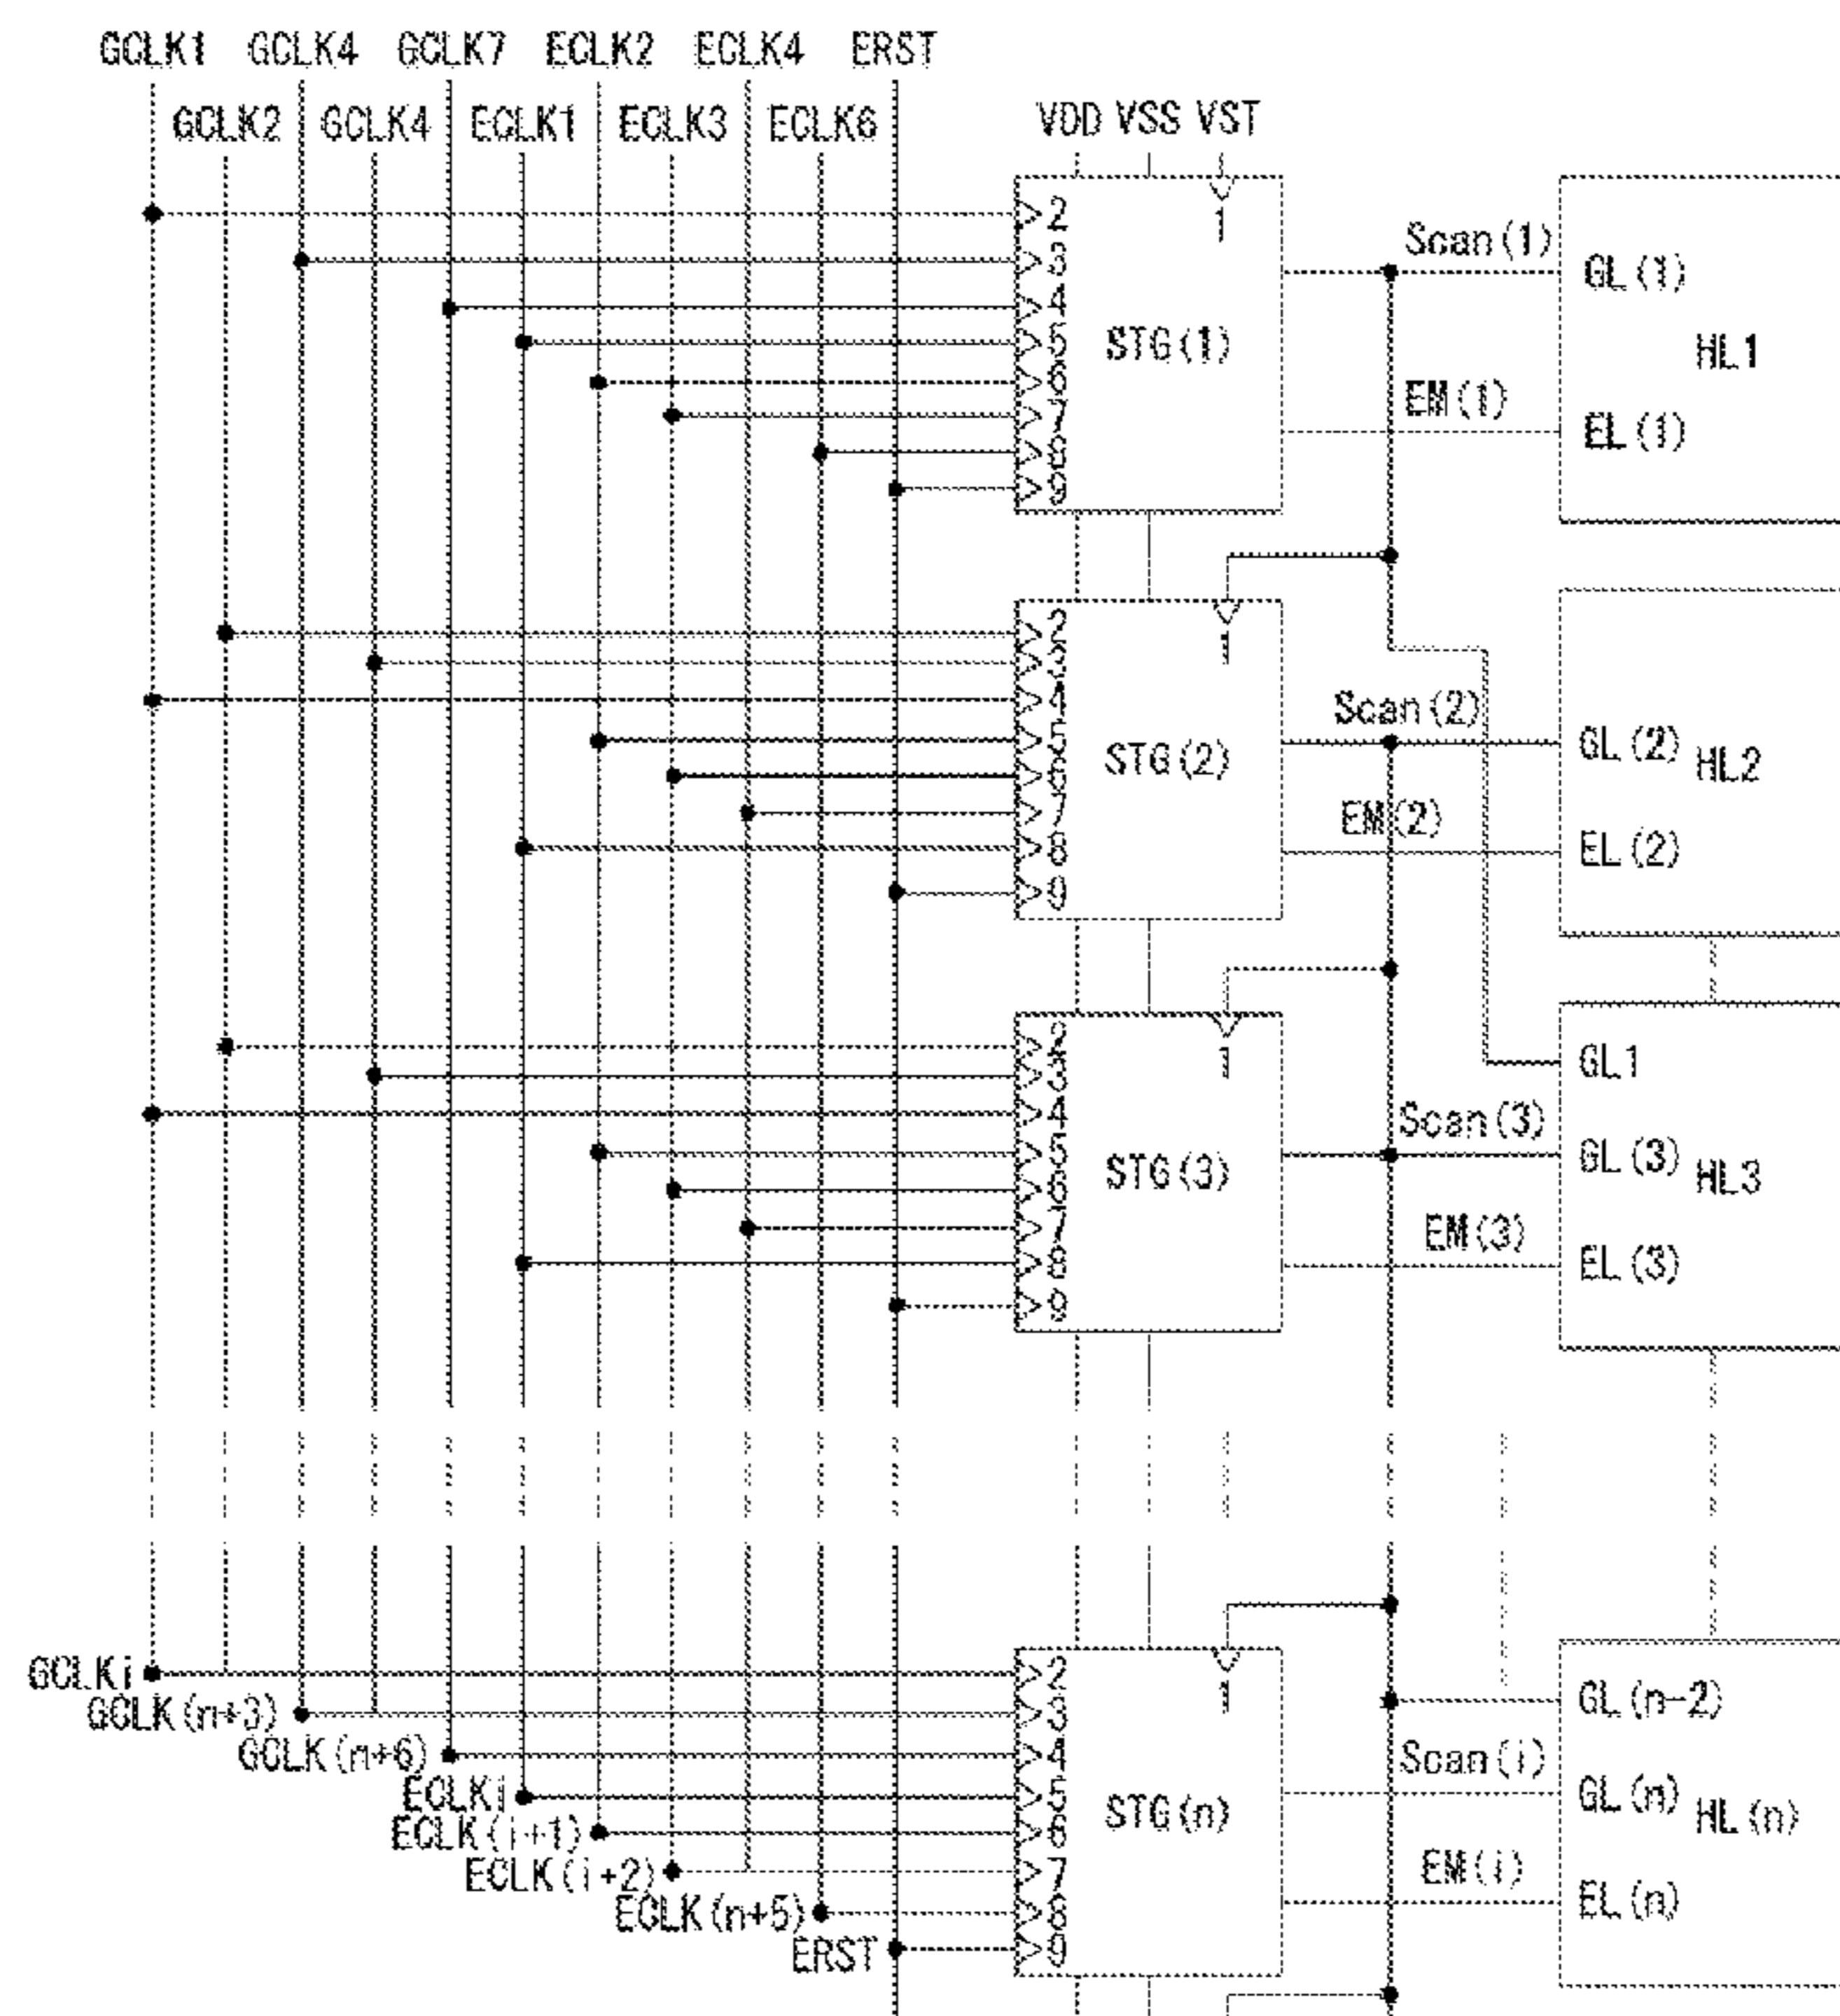 GCLK1 GCLK4 GCLK7 ECLK2 ECLK4 ERST
GCLK2 GCLK4 ECLK1 ECLK3 ECLK6 VDD VSS VST
1
2
3
4
5
6
7
8
9
STG(1)
Scan(1)
EM(1)
GL(1)
HL1
EL(1)
1
2
3
4
5
6
7
8
9
STG(2)
Scan(2)
EM(2)
GL(2)
HL2
EL(2)
1
2
3
4
5
6
7
8
9
STG(3)
Scan(3)
EM(3)
GL1
GL(3)
HL3
EL(3)
GCLKi
GCLK(n+3)
GCLK(n+6)
ECLKi
ECLK(i+1)
ECLK(i+2)
ECLK(n+5)
ERST
1
2
3
4
5
6
7
8
9
STG(n)
Scan(i)
EM(i)
GL(n-2)
GL(n)
HL(n)
EL(n)